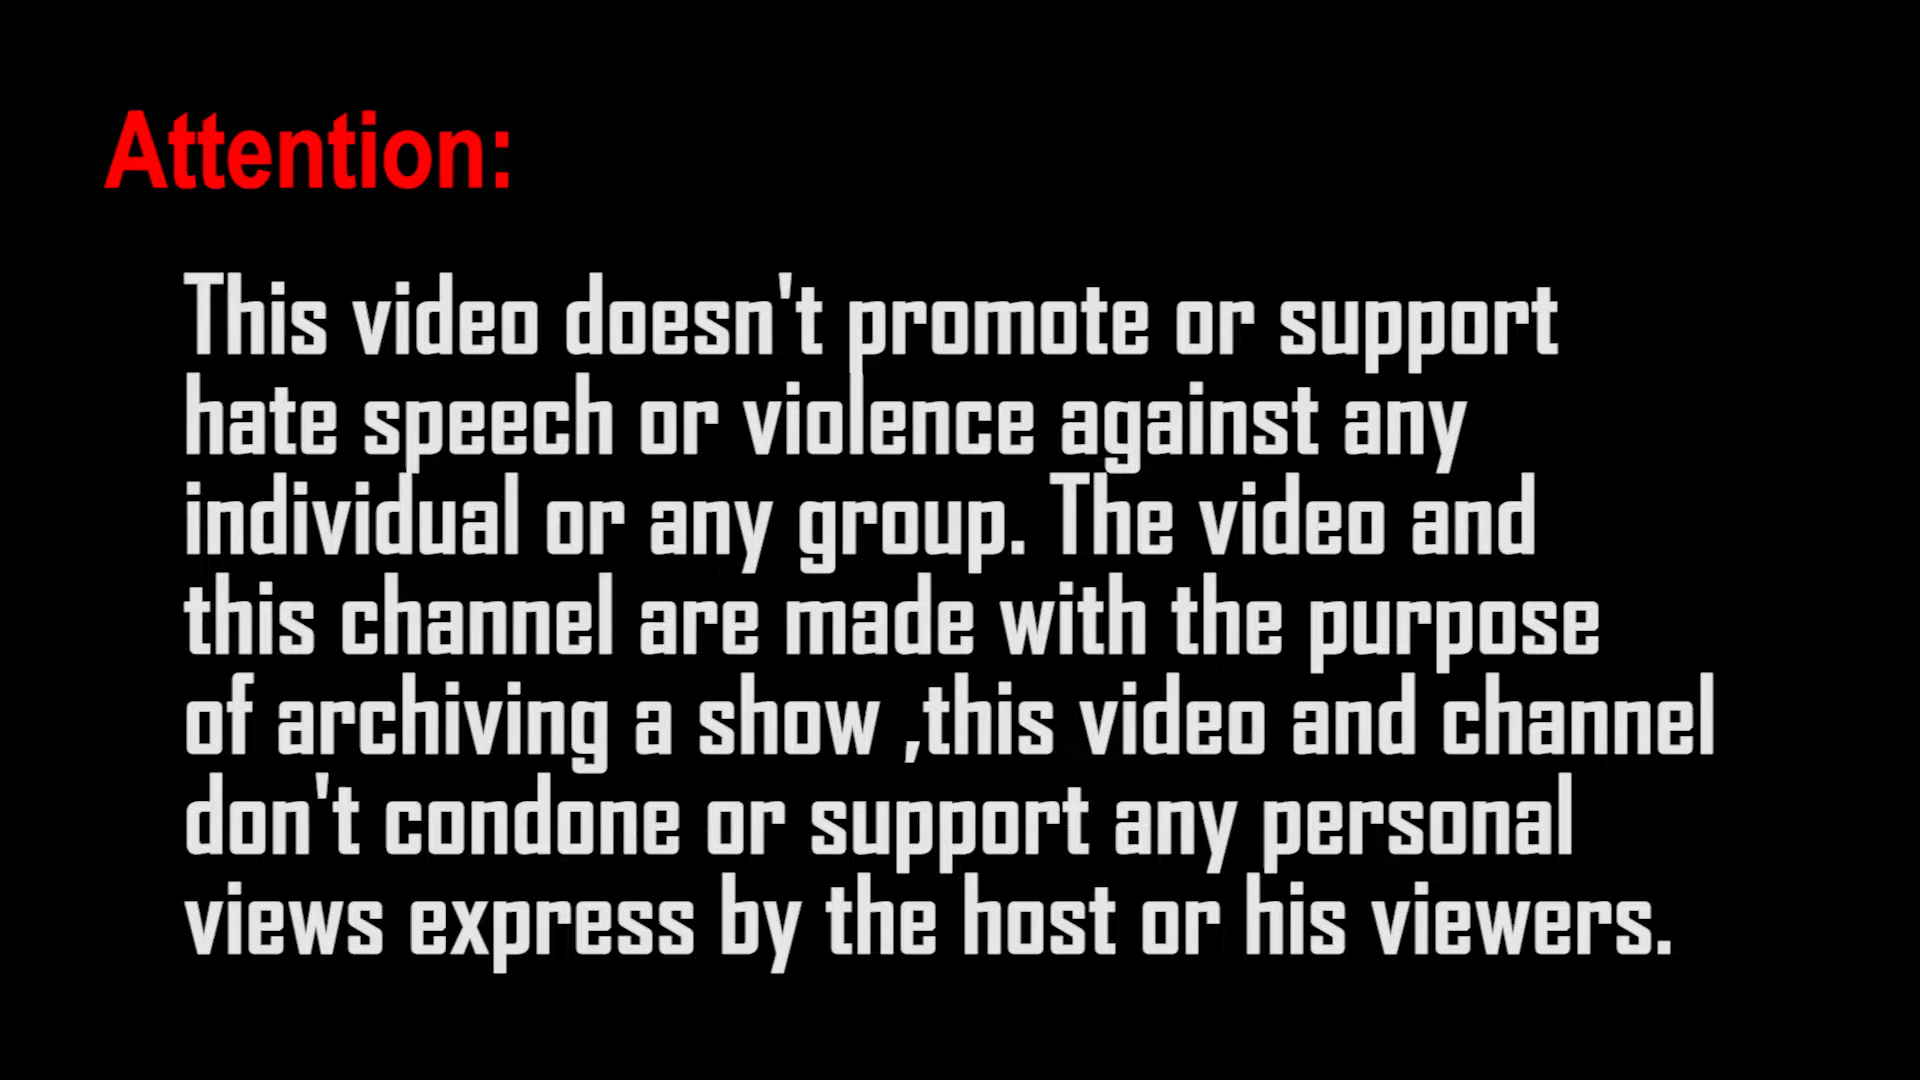 Attention:
This video doesn't promote or support
hate speech or violence against any
individual or any group. The video and
this channel are made with the purpose
of archiving a show ,this video and channel
don't condone or support any personal
views express by the host or his viewers.